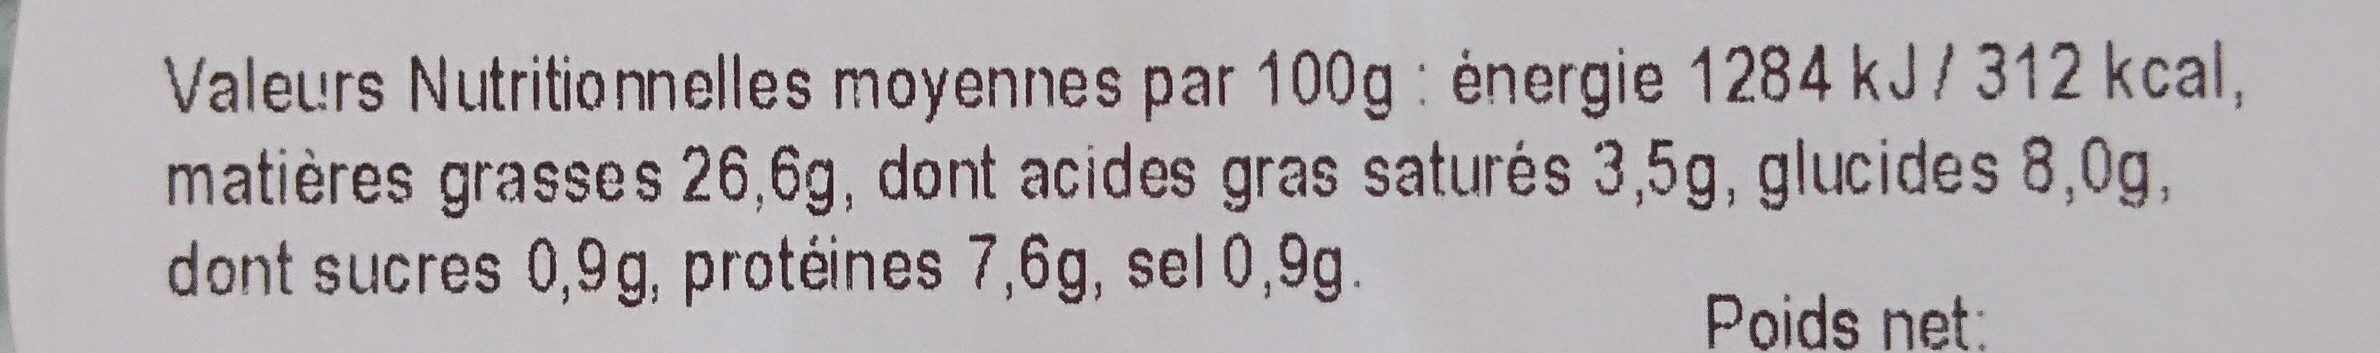 Valeurs Nutritionnelles moyennes par 100g : énergie 1284 kJ / 312 kcal,
matières grasses 26,6g, dont acides gras saturés 3,5g, glucides 8,0g,
dont sucres 0,9g, protéines 7,6g, sel 0,9g.
Poids net: